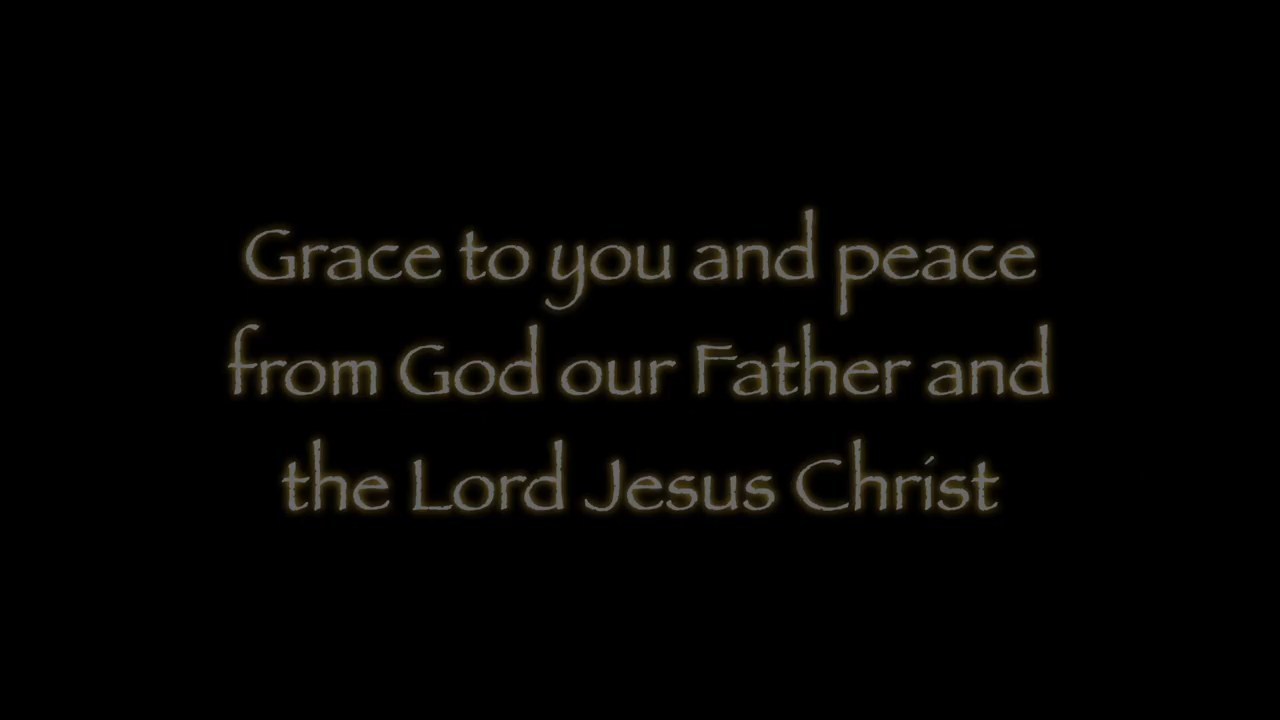 Grace to you and peace
from God our Father and
the Lord Jesus Christ